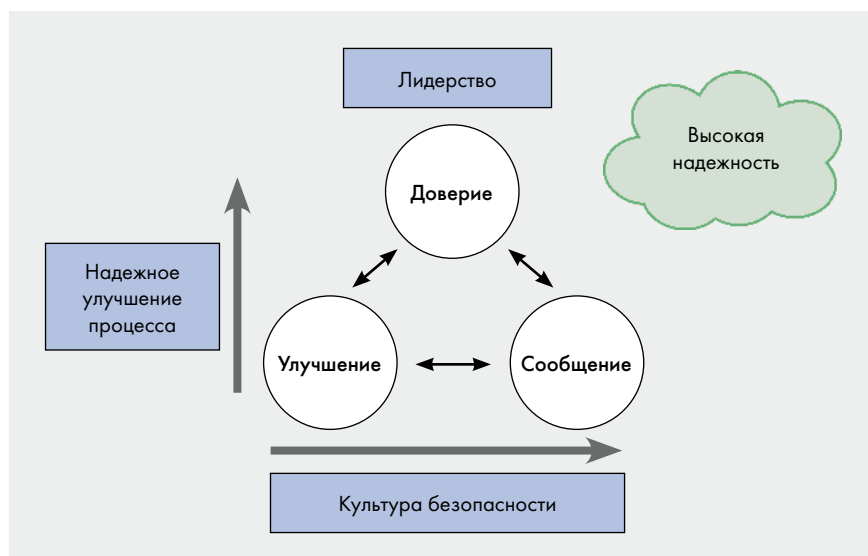 Лидерство
Высокая
надежность
Доверие
Надежное
улучшение
процесса
Улучшение
Сообщение
Культура безопасности